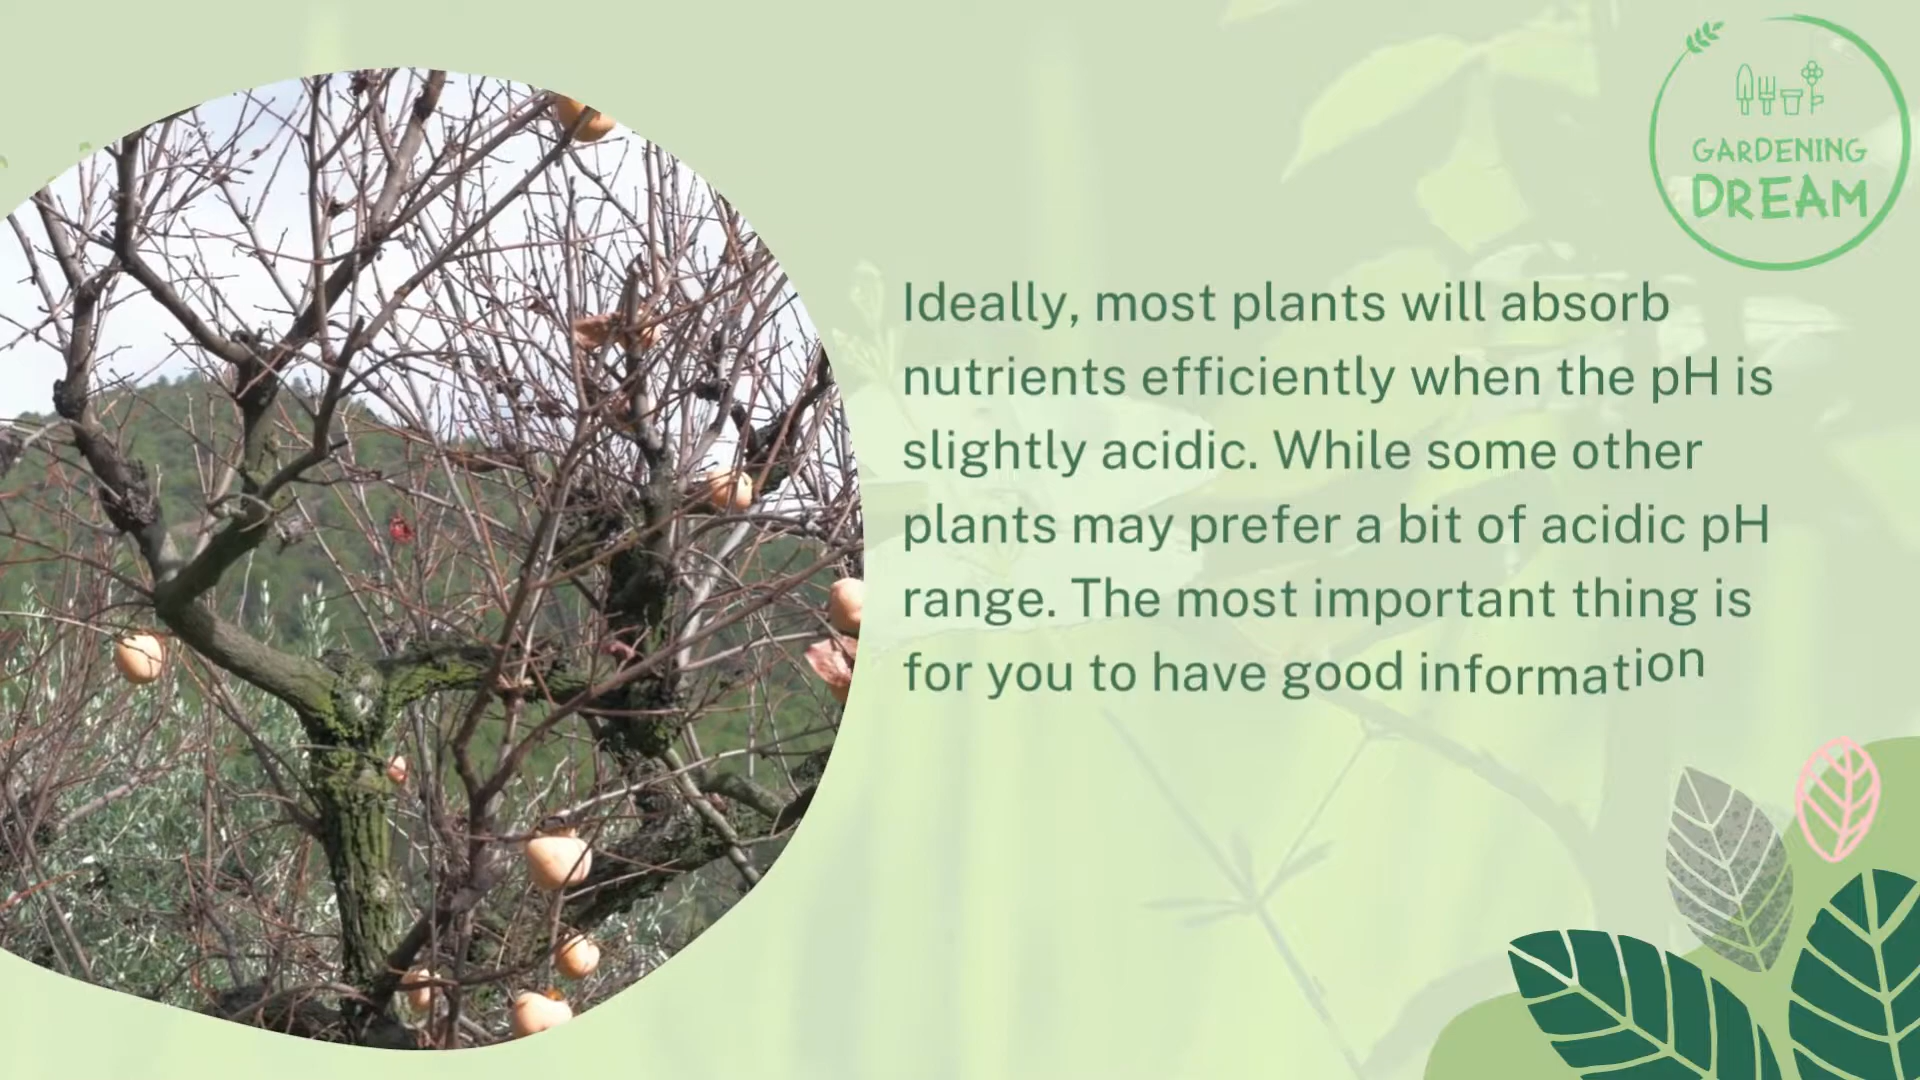 GARDENING
DREAM
Ideally, most plants will absorb
nutrients efficiently when the pH is
slightly acidic. While some other
plants may prefer a bit of acidic pH
range. The most important thing is
for you to have good information